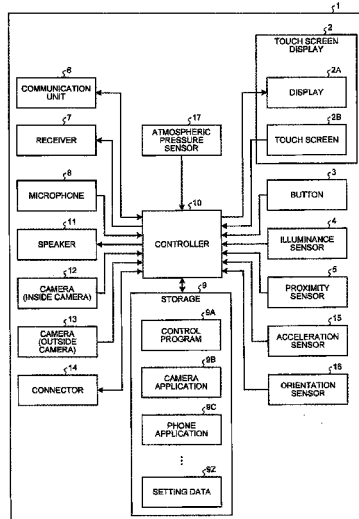 1
2
TOUCH SCREEN
DISPLAY
2A
DISPLAY
2B
TOUCH SCREEN
6
COMMUNICATION
UNIT
7
RECEIVER
17
ATMOSPHERIC
PRESSURE
SENSOR
8
MICROPHONE
10
CONTROLLER
3
BUTTON
11
SPEAKER
4
ILLUMINANCE
SENSOR
12
CAMERA
(INSIDE CAMERA)
5
PROXIMITY
SENSOR
13
CAMERA
(OUTSIDE
CAMERA)
15
ACCELERATION
SENSOR
14
CONNECTOR
16
ORIENTATION
SENSOR
9
STORAGE
9A
CONTROL
PROGRAM
9B
CAMERA
APPLICATION
9C
PHONE
APPLICATION
9Z
SETTING DATA